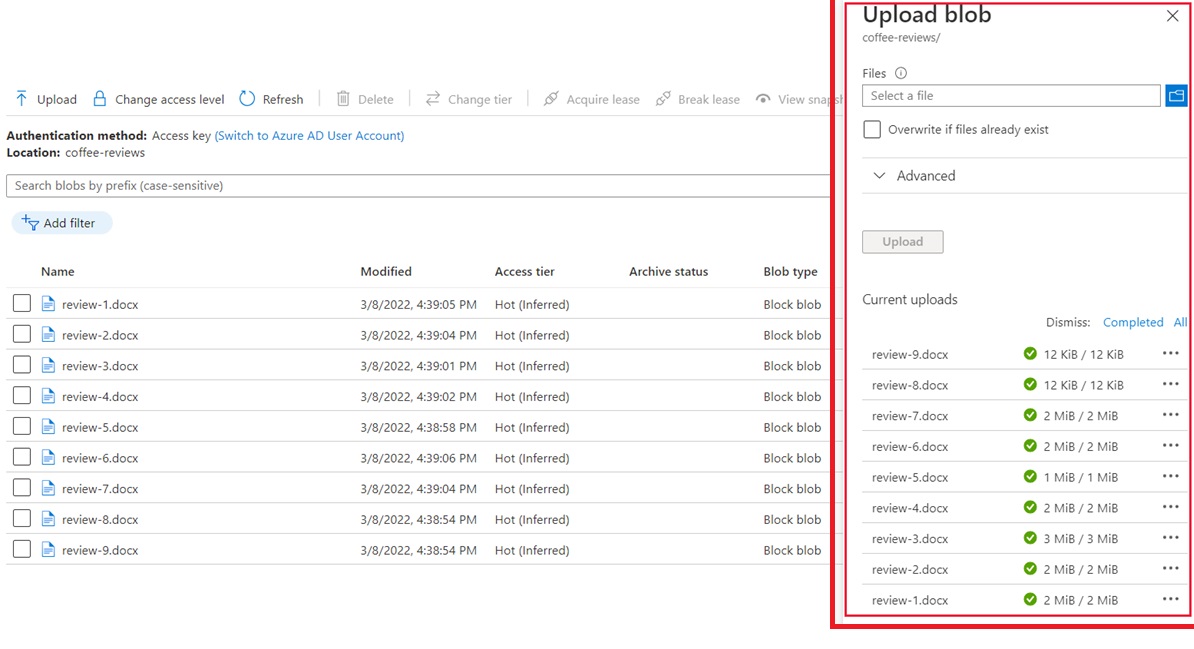 Upload Change access level Refresh Delete Change tier Acquire lease Break lease View snapsh
Authentication method: Access key (Switch to Azure AD User Account)
Location: coffee-reviews
Search blobs by prefix (case-sensitive)
Add filter
Name Modified Access tier Archive status Blob type
review-1.docx 3/8/2022, 4:39:05 PM Hot (Inferred) Block blob
review-2.docx 3/8/2022, 4:39:04 PM Hot (Inferred) Block blob
review-3.docx 3/8/2022, 4:39:01 PM Hot (Inferred) Block blob
review-4.docx 3/8/2022, 4:39:02 PM Hot (Inferred) Block blob
review-5.docx 3/8/2022, 4:38:58 PM Hot (Inferred) Block blob
review-6.docx 3/8/2022, 4:39:06 PM Hot (Inferred) Block blob
review-7.docx 3/8/2022, 4:39:04 PM Hot (Inferred) Block blob
review-8.docx 3/8/2022, 4:38:54 PM Hot (Inferred) Block blob
review-9.docx 3/8/2022, 4:38:54 PM Hot (Inferred) Block blob
Upload blob
coffee-reviews/
Files
Select a file
Overwrite if files already exist
Advanced
Upload
Current uploads
Dismiss: Completed All
review-9.docx 12 KiB / 12 KiB
review-8.docx 12 KiB / 12 KiB
review-7.docx 2 MiB / 2 MiB
review-6.docx 2 MiB / 2 MiB
review-5.docx 1 MiB / 1 MiB
review-4.docx 2 MiB / 2 MiB
review-3.docx 3 MiB / 3 MiB
review-2.docx 2 MiB / 2 MiB
review-1.docx 2 MiB / 2 MiB